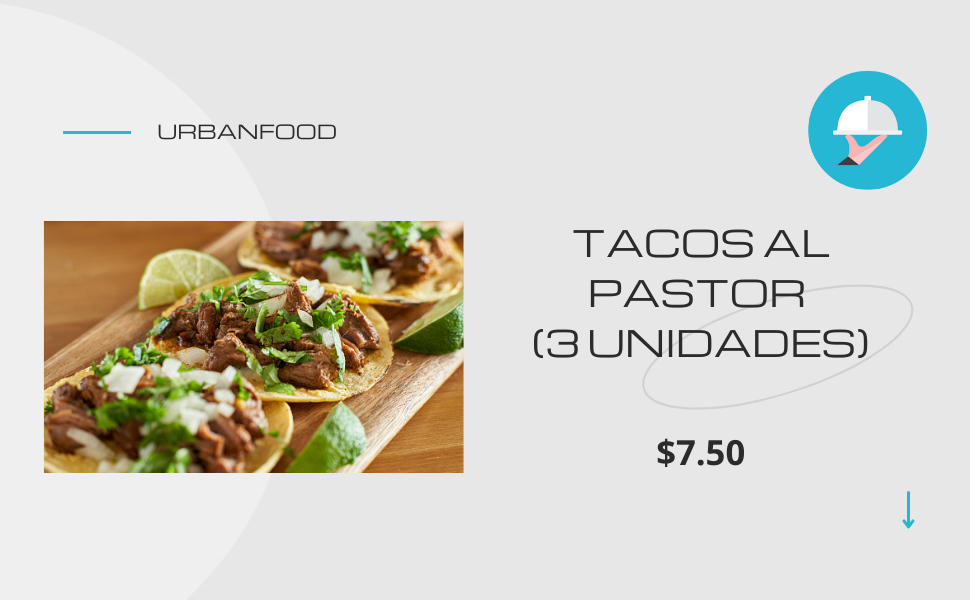 URBANFOOD
TACOS AL
PASTOR
(3 UNIDADES)
$7.50